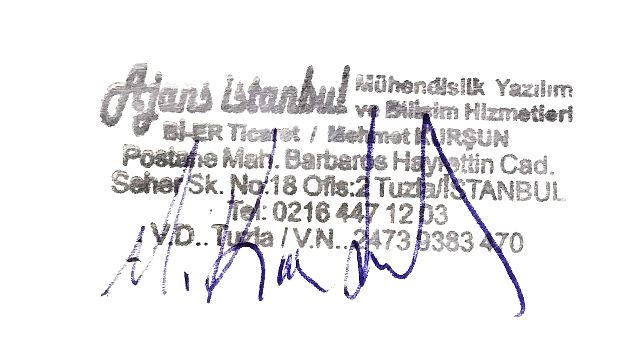 Ajans istanbul Mühendislik Yazılım
ve Bilişim Hizmetleri
Bİ-ER Ticaret / Mehmet KURŞUN
Postane Mah. Barbaros Hayrettin Cad.
Seher Sk. No:18 Ofis:2 Tuzla/İSTANBUL
Tel: 0216 447 12 03
V.D.. Tuzla / V.N.. 2473 9383 470